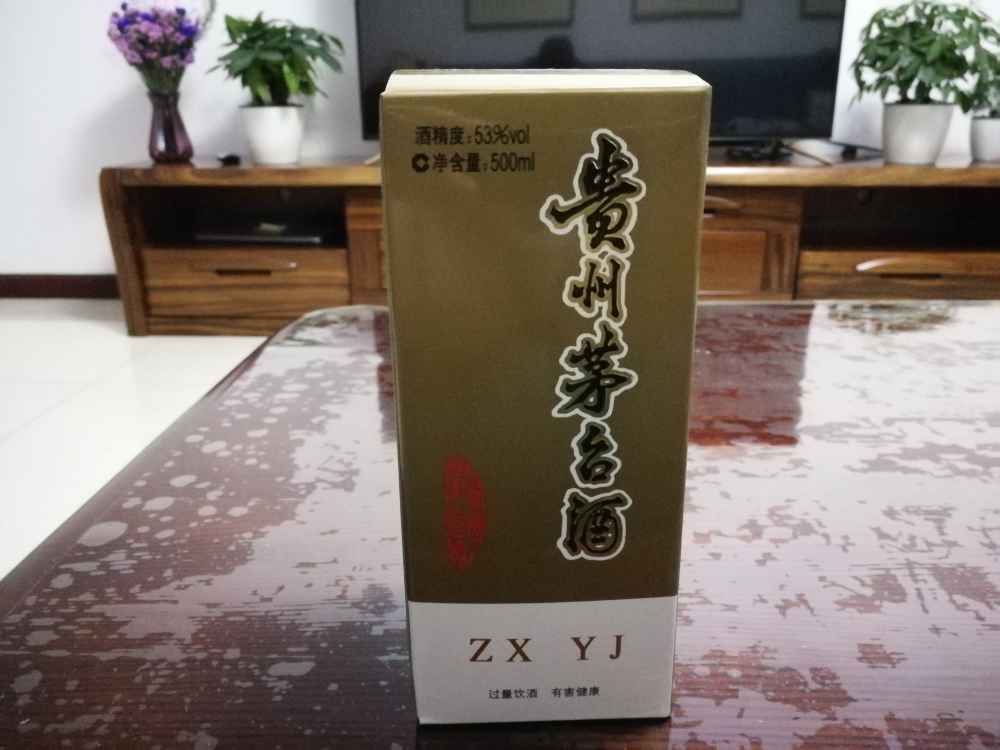 酒精度：53%vol
净含量：500ml
贵州茅台酒
ZX YJ
过量饮酒 有害健康